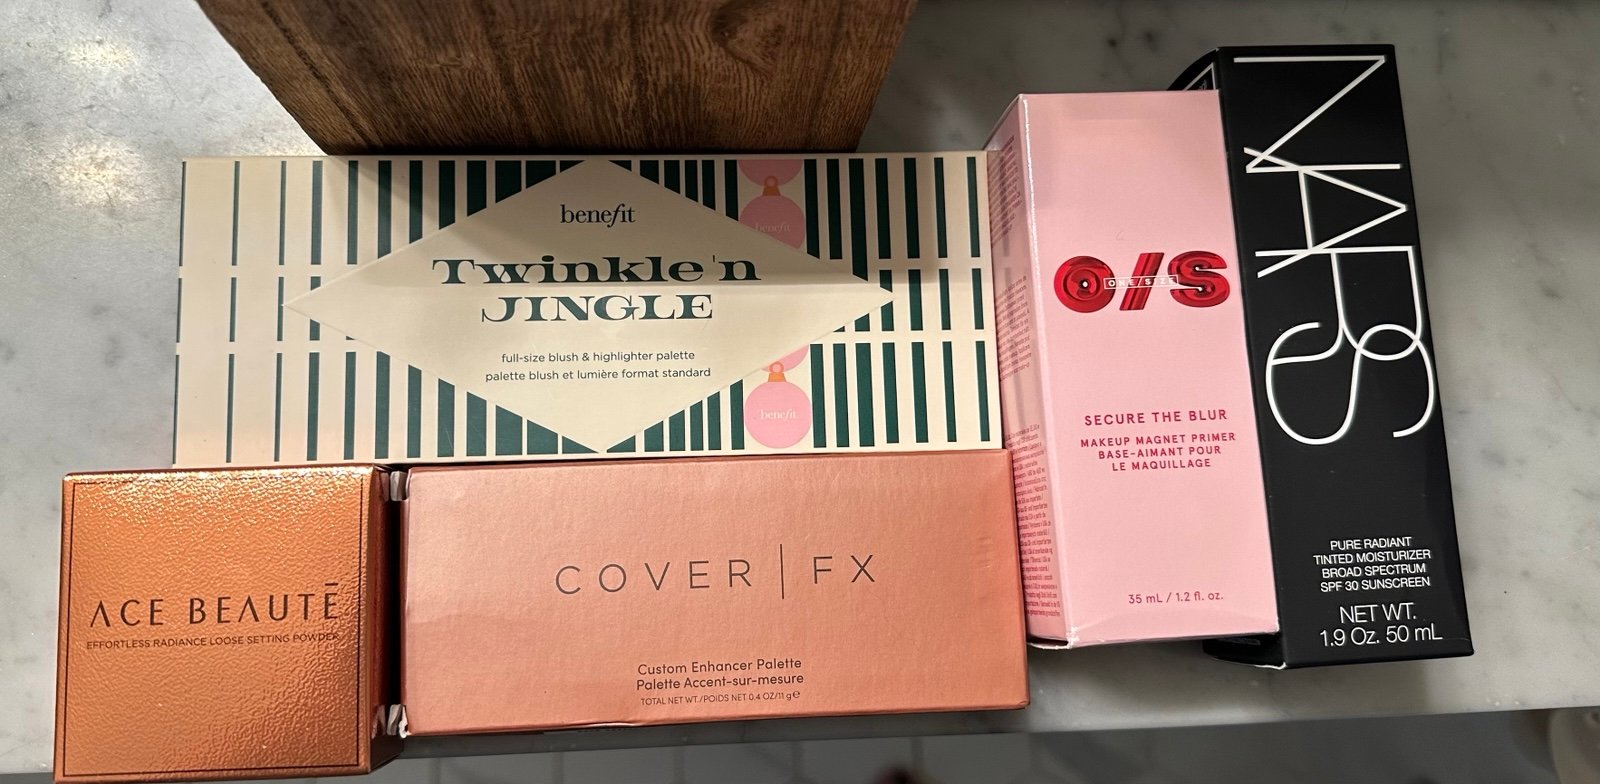 benefit
Twinkle'n
JINGLE
full-size blush & highlighter palette
palette blush et lumière format standard
benefit
benefit
ACE BEAUTĒ
EFFORTLESS RADIANCE LOOSE SETTING POWDER
COVER | FX
Custom Enhancer Palette
Palette Accent-sur-mesure
TOTAL NET WT./POIDS NET 0.4 OZ/11 g℮
O/S
ONE/SIZE
SECURE THE BLUR
MAKEUP MAGNET PRIMER
BASE-AIMANT POUR
LE MAQUILLAGE
35 mL / 1.2 fl. oz.
NARS
PURE RADIANT
TINTED MOISTURIZER
BROAD SPECTRUM
SPF 30 SUNSCREEN
NET WT.
1.9 Oz. 50 mL